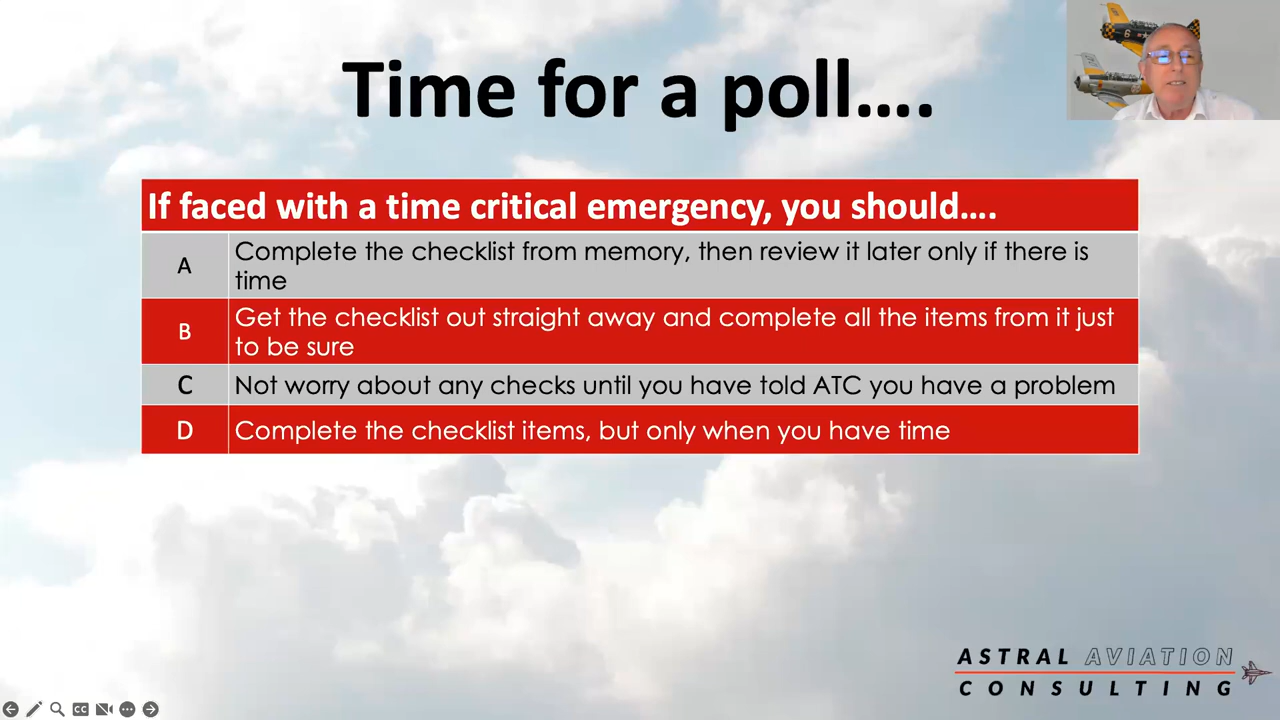 Time for a poll....
If faced with a time critical emergency, you should....
A
Complete the checklist from memory, then review it later only if there is
time
B
Get the checklist out straight away and complete all the items from it just
to be sure
C
Not worry about any checks until you have told ATC you have a problem
D
Complete the checklist items, but only when you have time
ASTRAL AVIATION
CONSULTING
6
CC